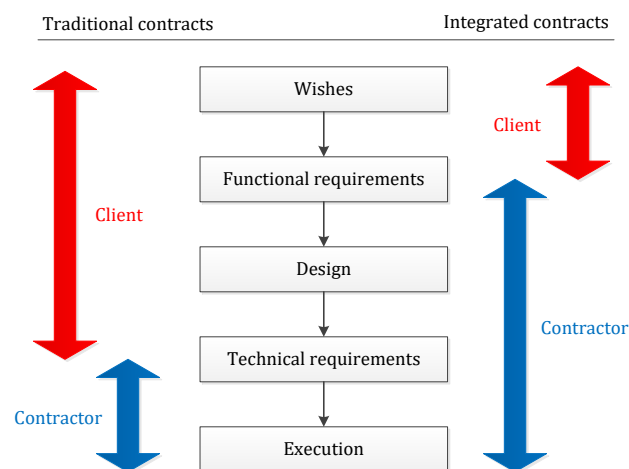 Traditional contracts
Integrated contracts
Wishes
Client
Functional requirements
Client
Design
Contractor
Technical requirements
Contractor
Execution